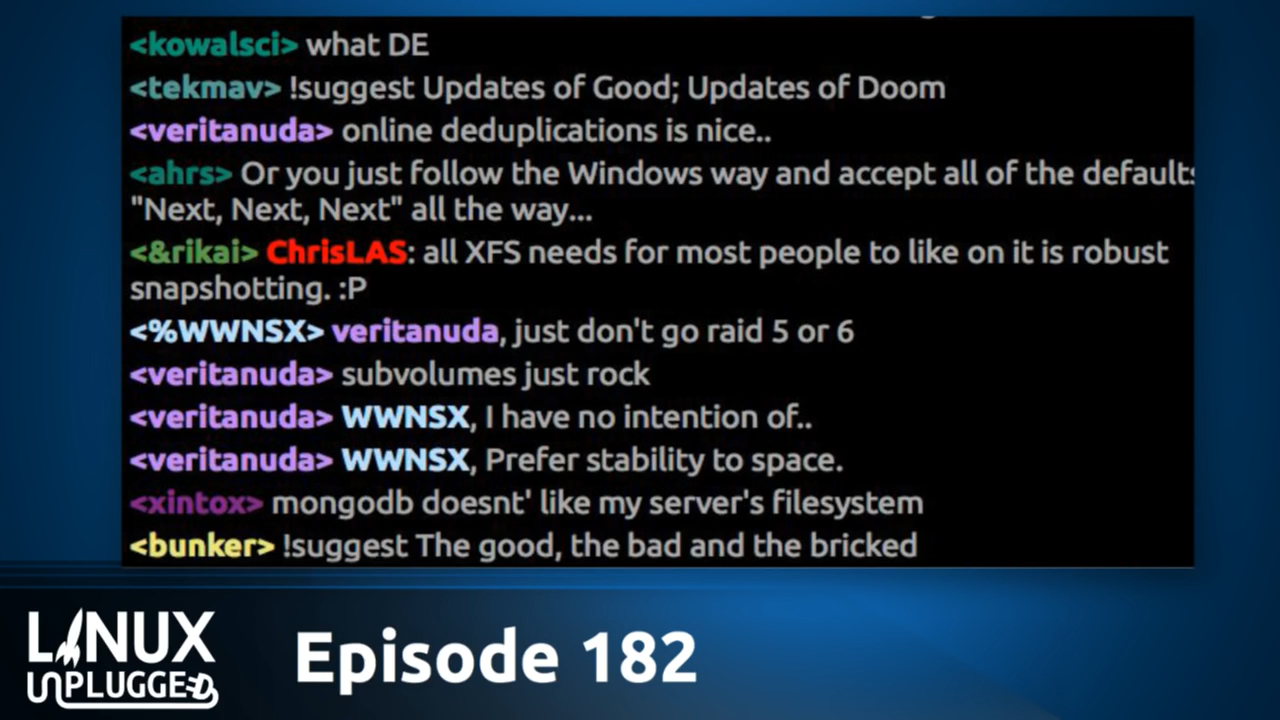 <kowalsci> what DE
<tekmav> !suggest Updates of Good; Updates of Doom
<veritanuda> online deduplications is nice..
<ahrs> Or you just follow the Windows way and accept all of the defaults
"Next, Next, Next" all the way...
<&rikai> ChrisLAS: all XFS needs for most people to like on it is robust
snapshotting. :P
<%WWNSX> veritanuda, just don't go raid 5 or 6
<veritanuda> subvolumes just rock
<veritanuda> WWNSX, I have no intention of..
<veritanuda> WWNSX, Prefer stability to space.
<xintox> mongodb doesnt' like my server's filesystem
<bunker> !suggest The good, the bad and the bricked
LINUX
UNPLUGGED
Episode 182